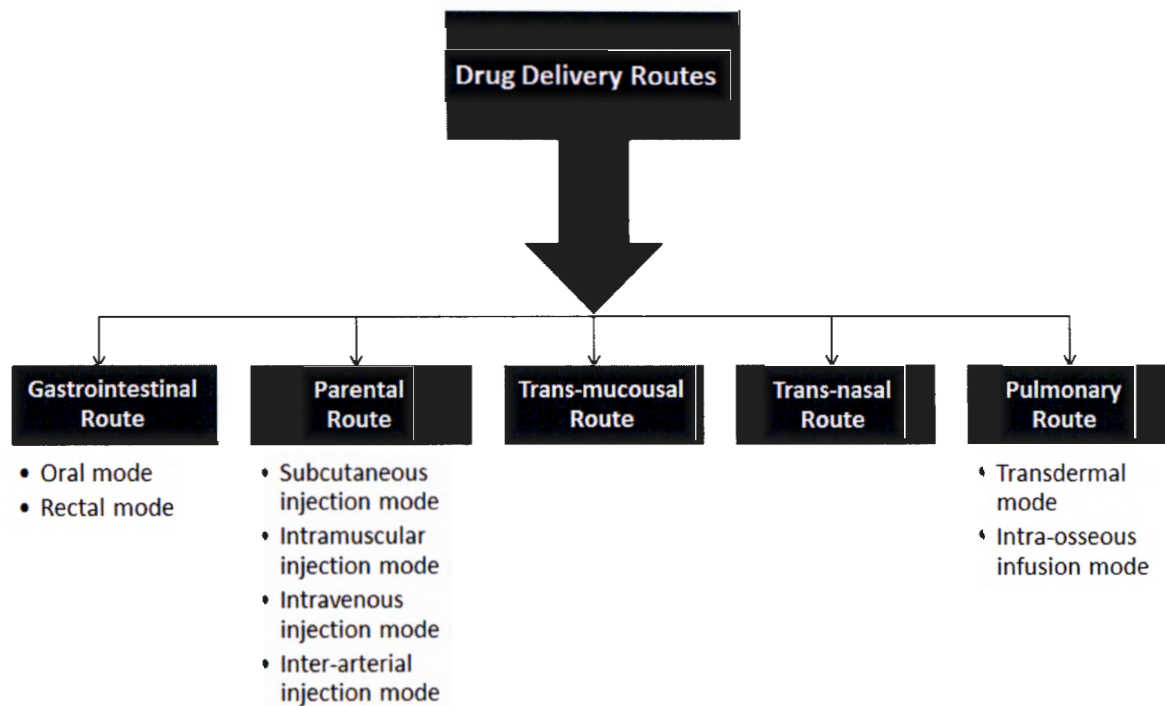 Drug Delivery Routes
Gastrointestinal
Route
• Oral mode
• Rectal mode
Parental
Route
• Subcutaneous
injection mode
• Intramuscular
injection mode
• Intravenous
injection mode
• Inter-arterial
injection mode
Trans-mucousal
Route
Trans-nasal
Route
Pulmonary
Route
• Transdermal
mode
• Intra-osseous
infusion mode